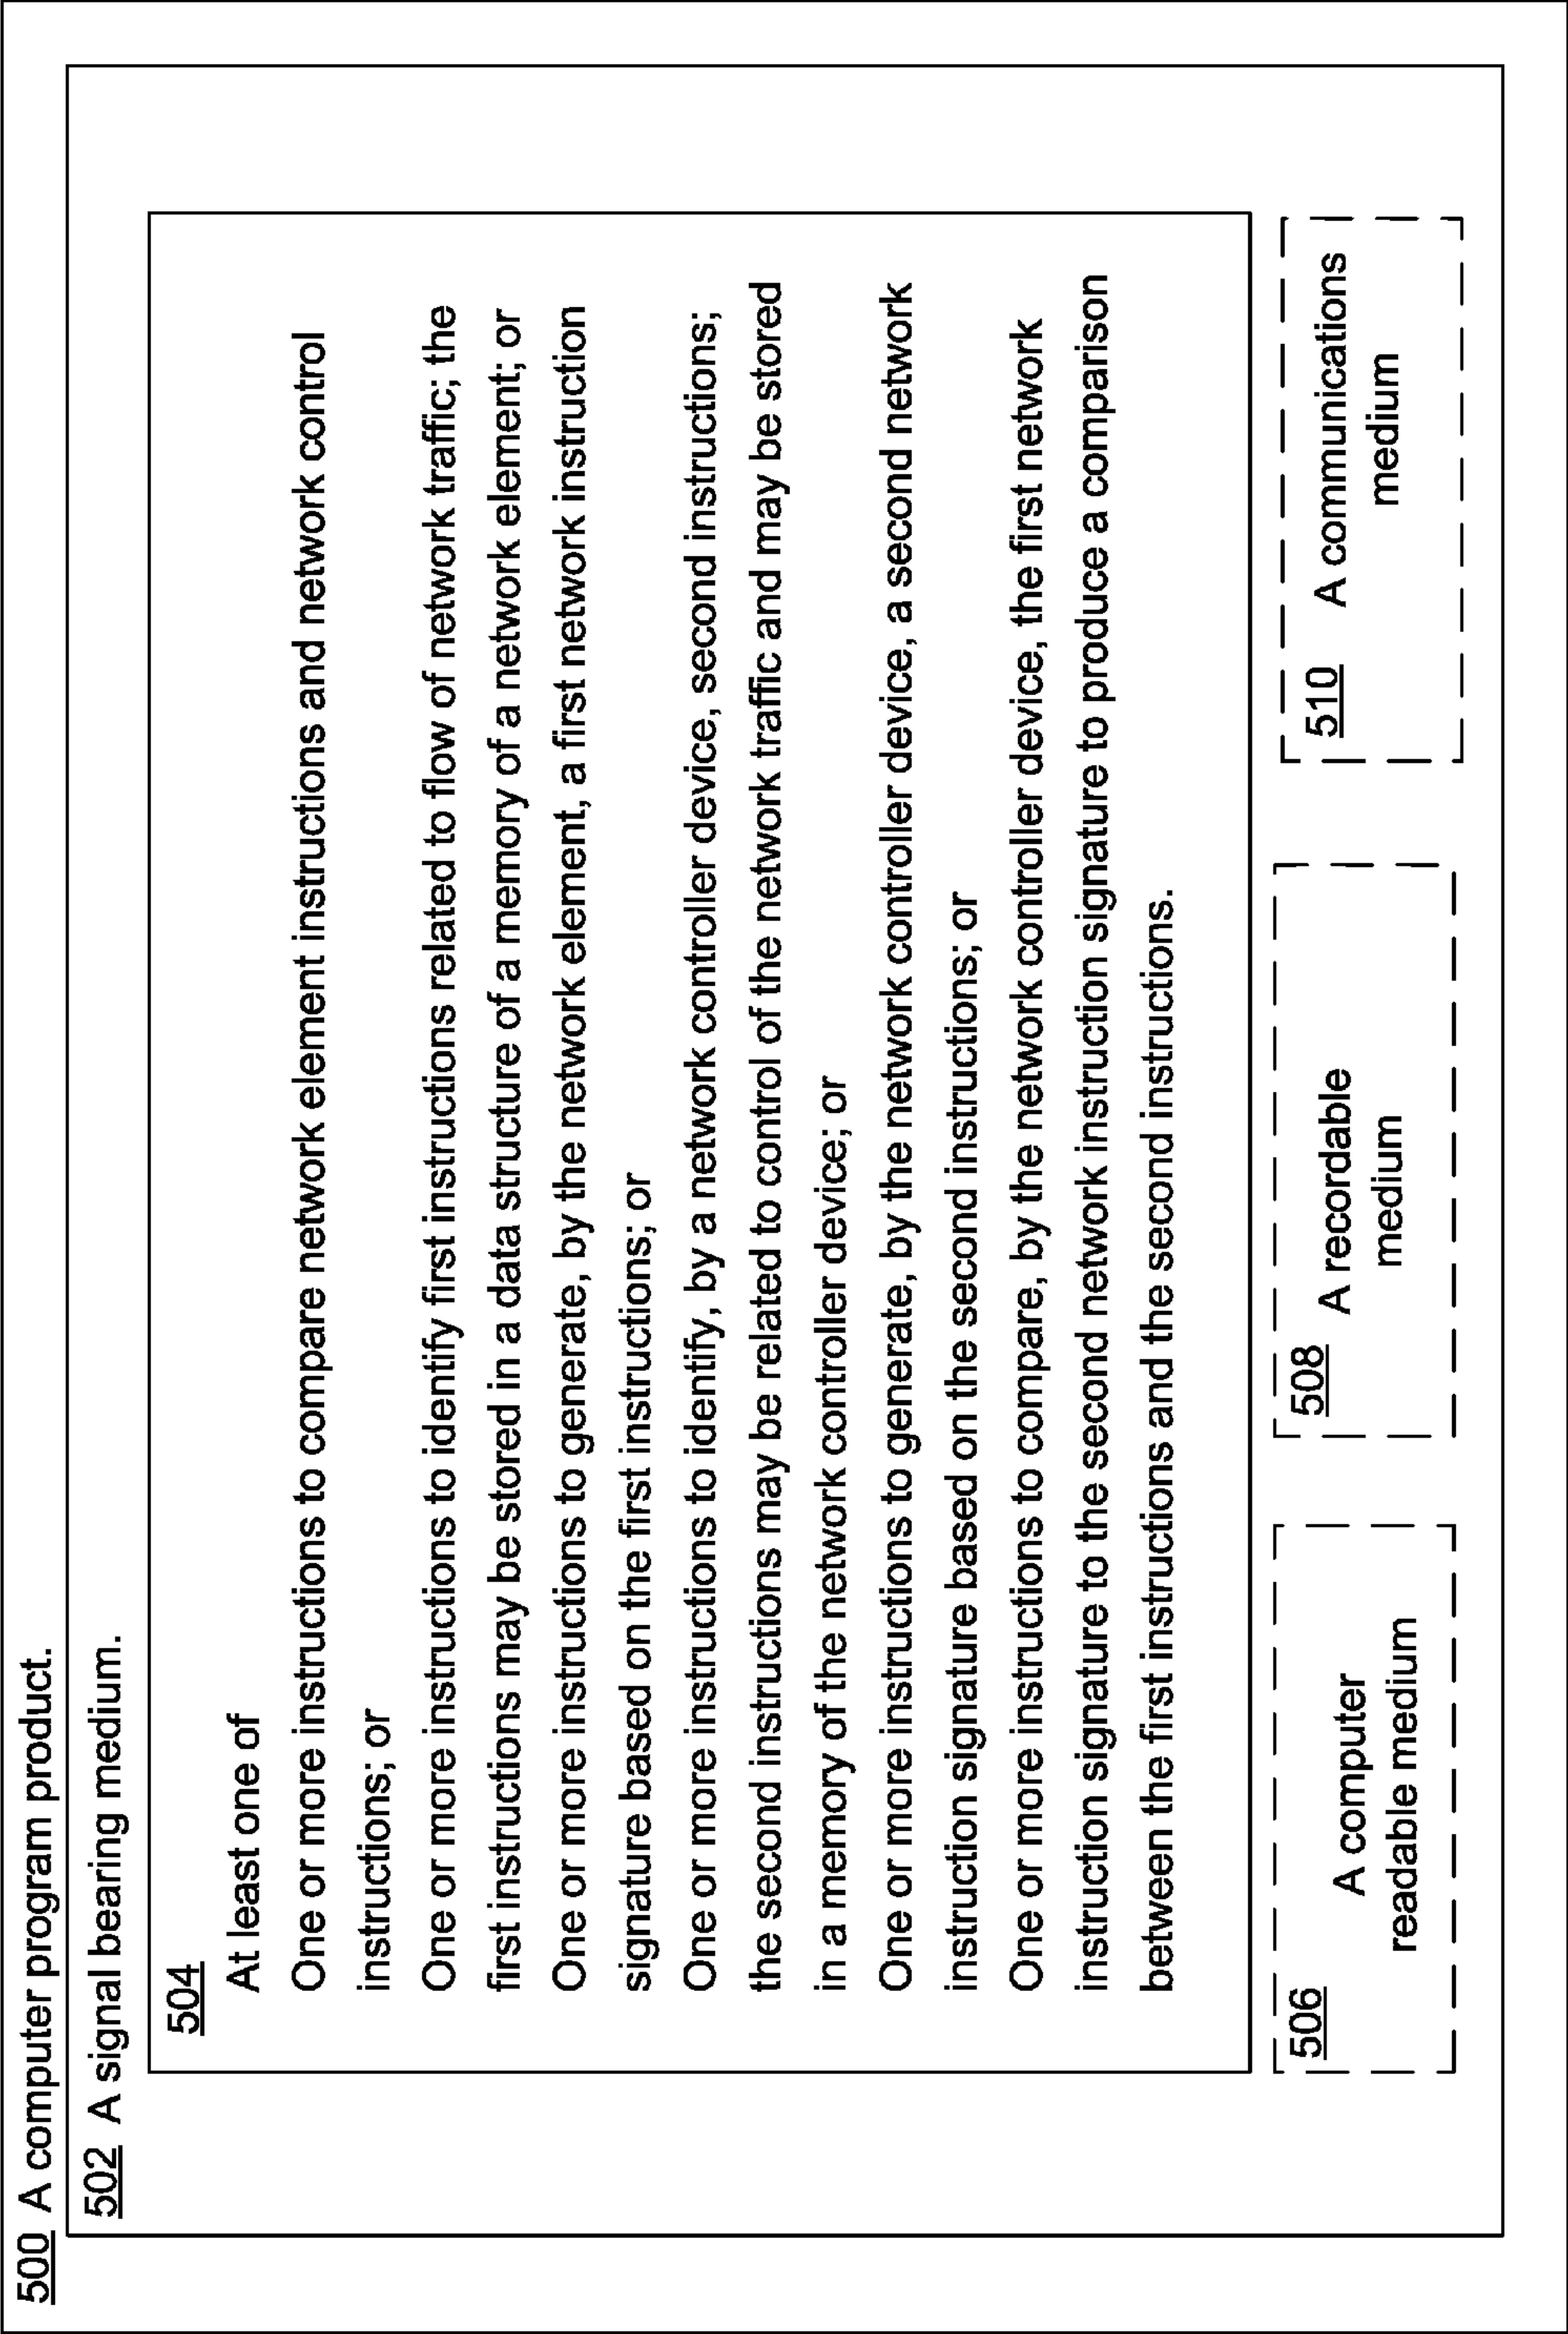 500 A computer program product.
502 A signal bearing medium.
504
At least one of
One or more instructions to compare network element instructions and network control
instructions; or
One or more instructions to identify first instructions related to flow of network traffic; the
first instructions may be stored in a data structure of a memory of a network element; or
One or more instructions to generate, by the network element, a first network instruction
signature based on the first instructions; or
One or more instructions to identify, by a network controller device, second instructions;
the second instructions may be related to control of the network traffic and may be stored
in a memory of the network controller device; or
One or more instructions to generate, by the network controller device, a second network
instruction signature based on the second instructions; or
One or more instructions to compare, by the network controller device, the first network
instruction signature to the second network instruction signature to produce a comparison
between the first instructions and the second instructions.
506
A computer
readable medium
508
A recordable
medium
510
A communications
medium